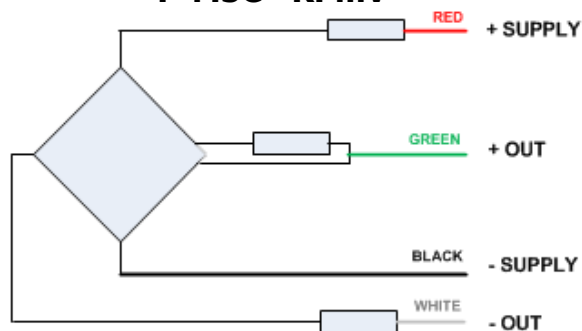 RED
+ SUPPLY
GREEN
+ OUT
BLACK
- SUPPLY
WHITE
- OUT